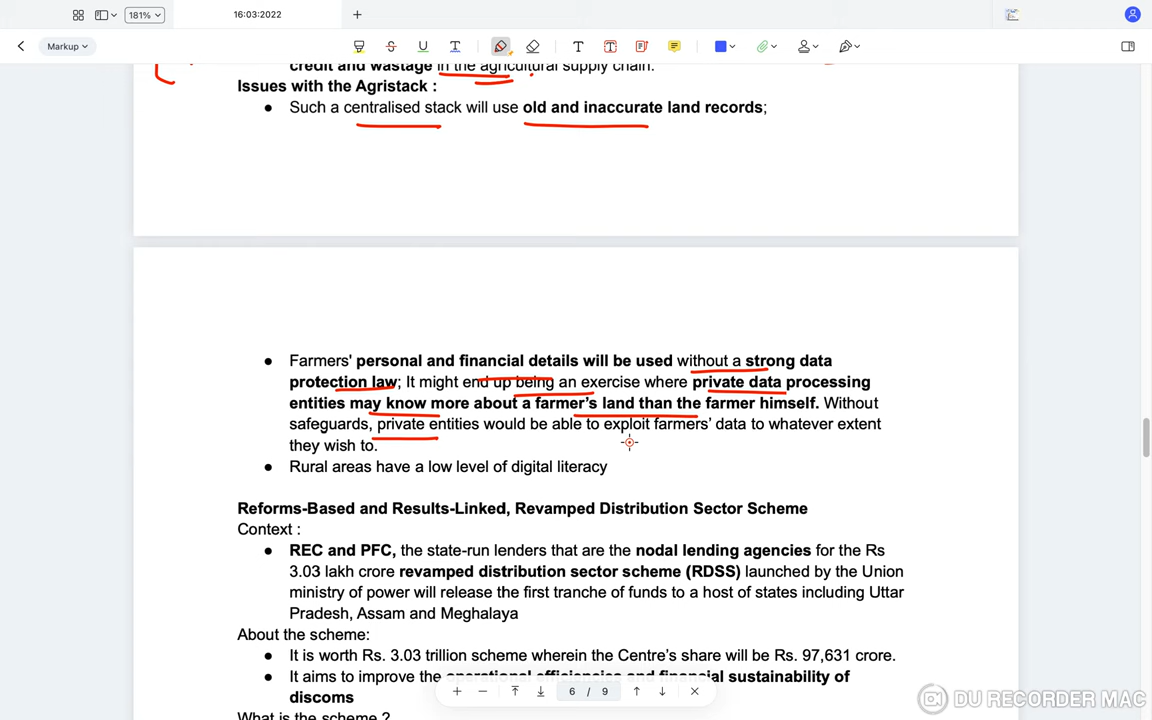 181%
16:03:2022
Markup
credit and wastage in the agricultural supply chain.
Issues with the Agristack :
● Such a centralised stack will use old and inaccurate land records;
● Farmers' personal and financial details will be used without a strong data
protection law; It might end up being an exercise where private data processing
entities may know more about a farmer's land than the farmer himself. Without
safeguards, private entities would be able to exploit farmers' data to whatever extent
they wish to.
● Rural areas have a low level of digital literacy
Reforms-Based and Results-Linked, Revamped Distribution Sector Scheme
Context :
● REC and PFC, the state-run lenders that are the nodal lending agencies for the Rs
3.03 lakh crore revamped distribution sector scheme (RDSS) launched by the Union
ministry of power will release the first tranche of funds to a host of states including Uttar
Pradesh, Assam and Meghalaya
About the scheme:
● It is worth Rs. 3.03 trillion scheme wherein the Centre's share will be Rs. 97,631 crore.
● It aims to improve the operational efficiencies and financial sustainability of
discoms
6 / 9
What is the scheme ?
DU RECORDER MAC